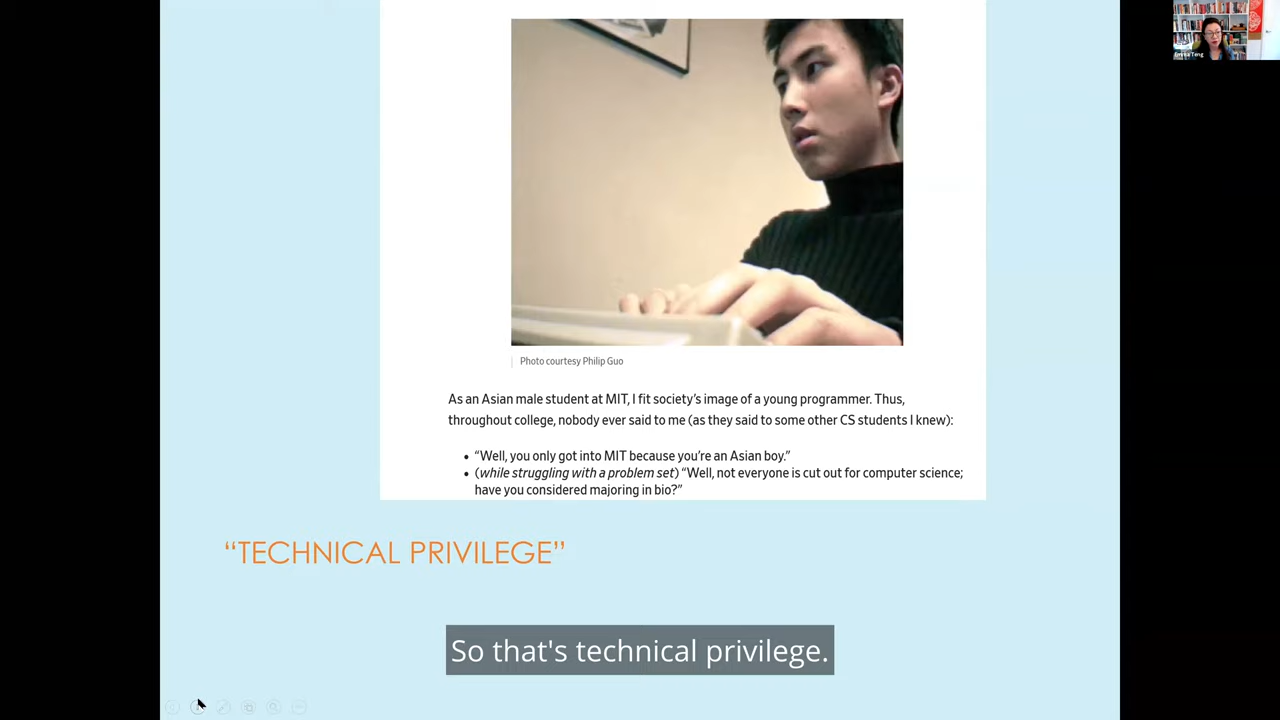 Emma Teng
Photo courtesy Philip Guo
As an Asian male student at MIT, I fit society’s image of a young programmer. Thus,
throughout college, nobody ever said to me (as they said to some other CS students I knew):
• “Well, you only got into MIT because you’re an Asian boy.”
• (while struggling with a problem set) “Well, not everyone is cut out for computer science;
have you considered majoring in bio?”
“TECHNICAL PRIVILEGE”
So that's technical privilege.